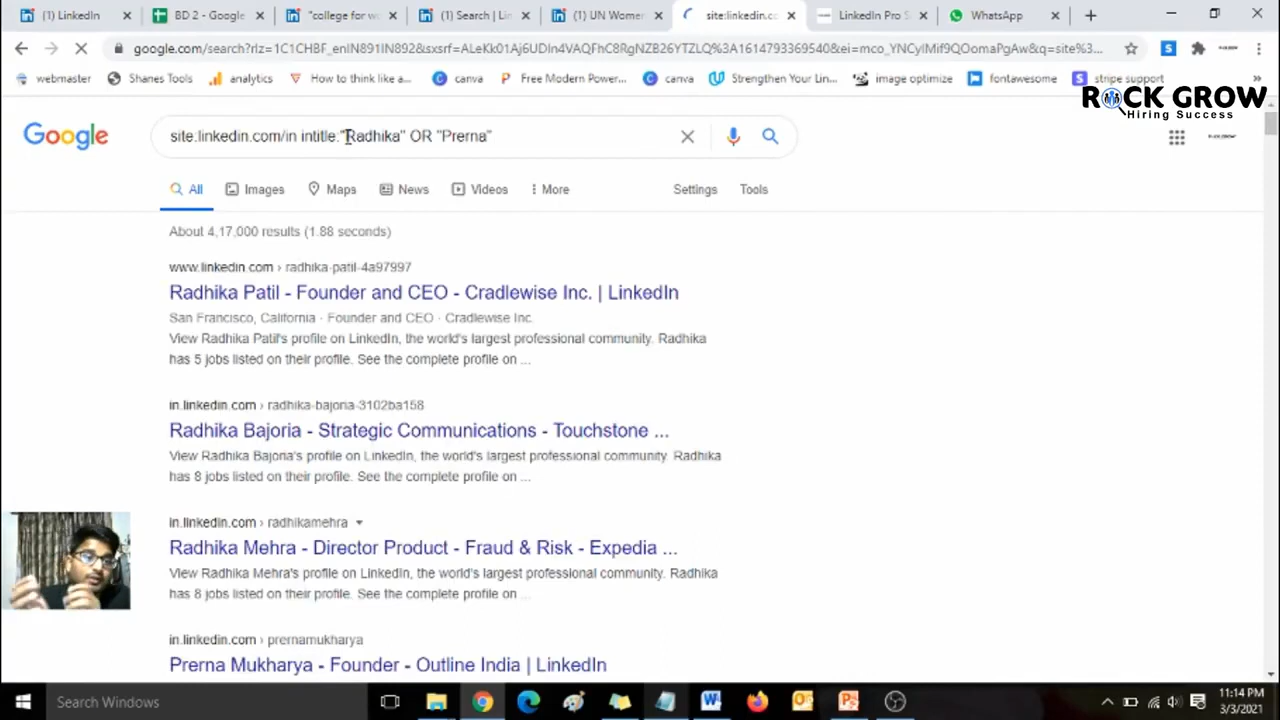 (1) LinkedIn
BD 2 - Google
"college for w
(1) Search | Lin
(1) UN Women
site:linkedin.cc
LinkedIn Pro S
WhatsApp
google.com/search?rlz=1C1CHBF_enIN891IN892&sxsrf=ALeKk01Aj6UDIn4VAQFhC8RgNZB26YTZLQ%3A1614793369540&ei=mco_YNCyIMif9QOomaPgAw&q=site%3...
webmaster
Shanes Tools
analytics
How to think like a...
canva
Free Modern Power...
canva
Strengthen Your Lin...
image optimize
fontawesome
stripe support
ROCK GROW
Hiring Success
Google
site:linkedin.com/in intitle:"Radhika" OR "Prerna"
All
Images
Maps
News
Videos
More
Settings
Tools
About 4,17,000 results (1.88 seconds)
www.linkedin.com › radhika-patil-4a97997
Radhika Patil - Founder and CEO - Cradlewise Inc. | LinkedIn
San Francisco, California · Founder and CEO · Cradlewise Inc.
View Radhika Patil's profile on LinkedIn, the world's largest professional community. Radhika
has 5 jobs listed on their profile. See the complete profile on ...
in.linkedin.com › radhika-bajoria-3102ba158
Radhika Bajoria - Strategic Communications - Touchstone ...
View Radhika Bajoria's profile on LinkedIn, the world's largest professional community. Radhika
has 8 jobs listed on their profile. See the complete profile on ...
in.linkedin.com › radhikamehra
Radhika Mehra - Director Product - Fraud & Risk - Expedia ...
View Radhika Mehra's profile on LinkedIn, the world's largest professional community. Radhika
has 8 jobs listed on their profile. See the complete profile on ...
in.linkedin.com › prernamukharya
Prerna Mukharya - Founder - Outline India | LinkedIn
Search Windows
11:14 PM
3/3/2021